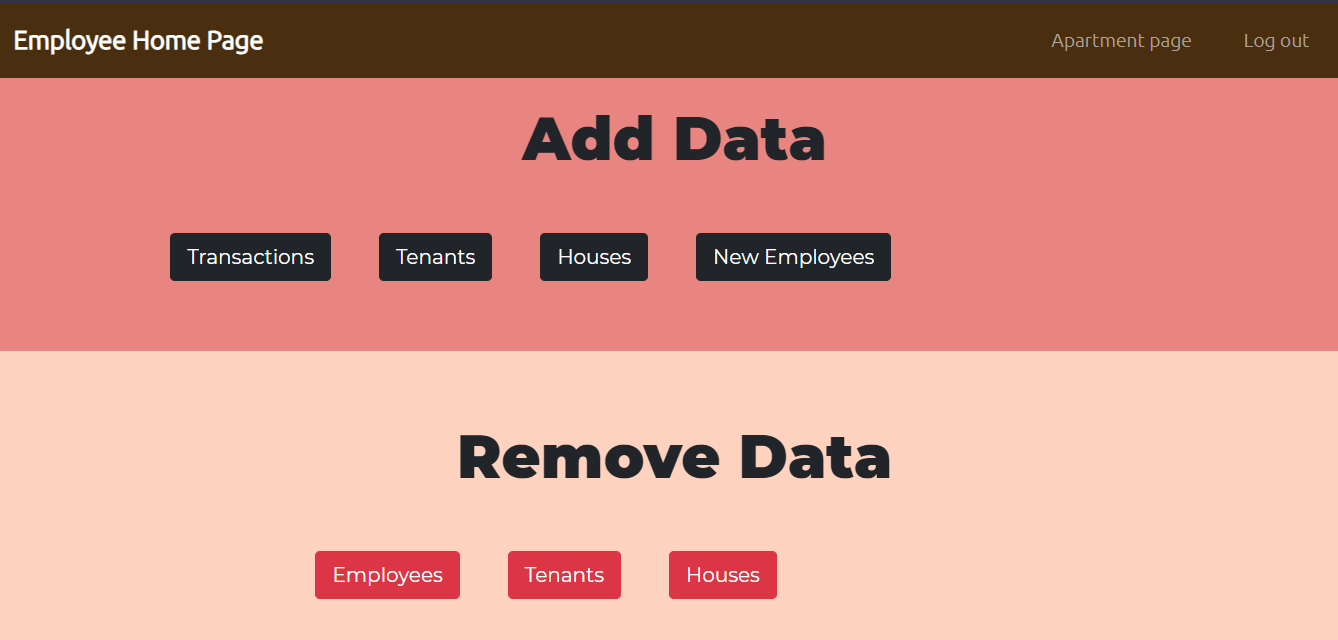 Employee Home Page Apartment page Log out
Add Data
Transactions Tenants Houses New Employees
Remove Data
Employees Tenants Houses